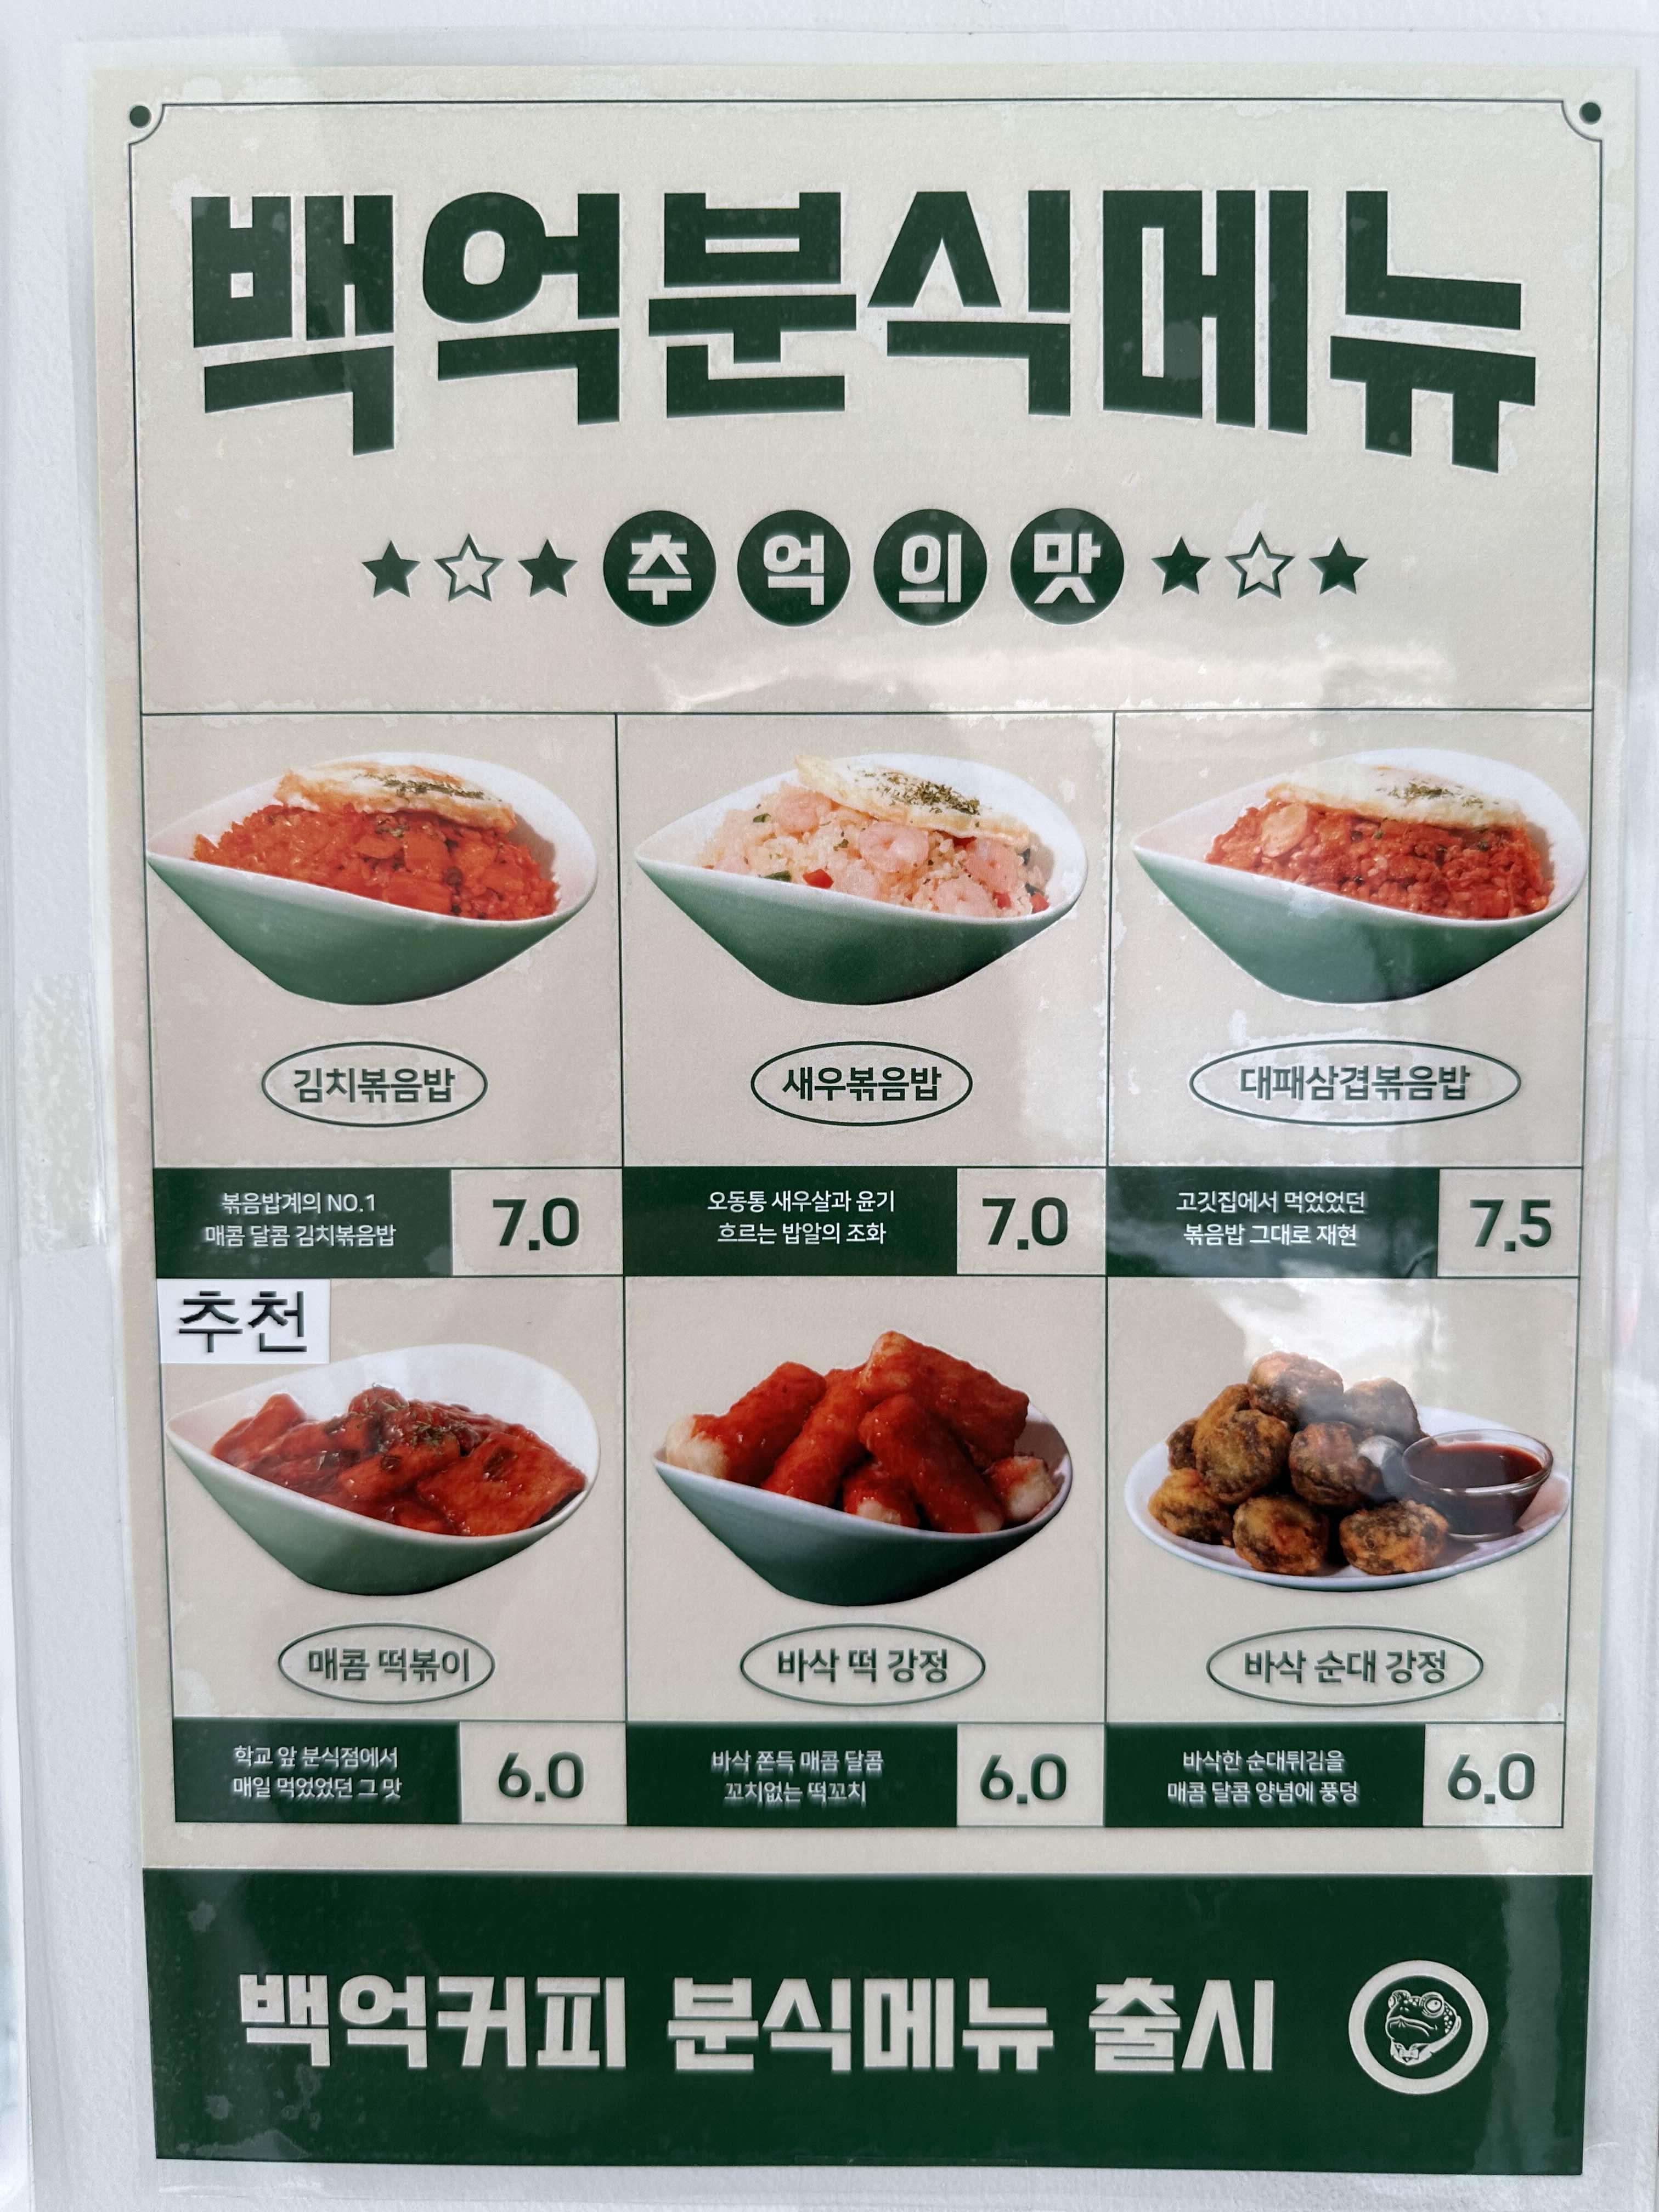 백억분식메뉴
추억의맛
김치볶음밥
새우볶음밥
대패삼겹볶음밥
볶음밥계의 NO.1
매콤 달콤 김치볶음밥
7.0
오동통 새우살과 윤기
흐르는 밥알의 조화
7.0
고깃집에서 먹었었던
볶음밥 그대로 재현
7.5
추천
매콤 떡볶이
바삭 떡 강정
바삭 순대 강정
학교 앞 분식점에서
매일 먹었었던 그 맛
6.0
바삭 쫀득 매콤 달콤
꼬치없는 떡꼬치
6.0
바삭한 순대튀김을
매콤 달콤 양념에 풍덩
6.0
백억커피 분식메뉴 출시